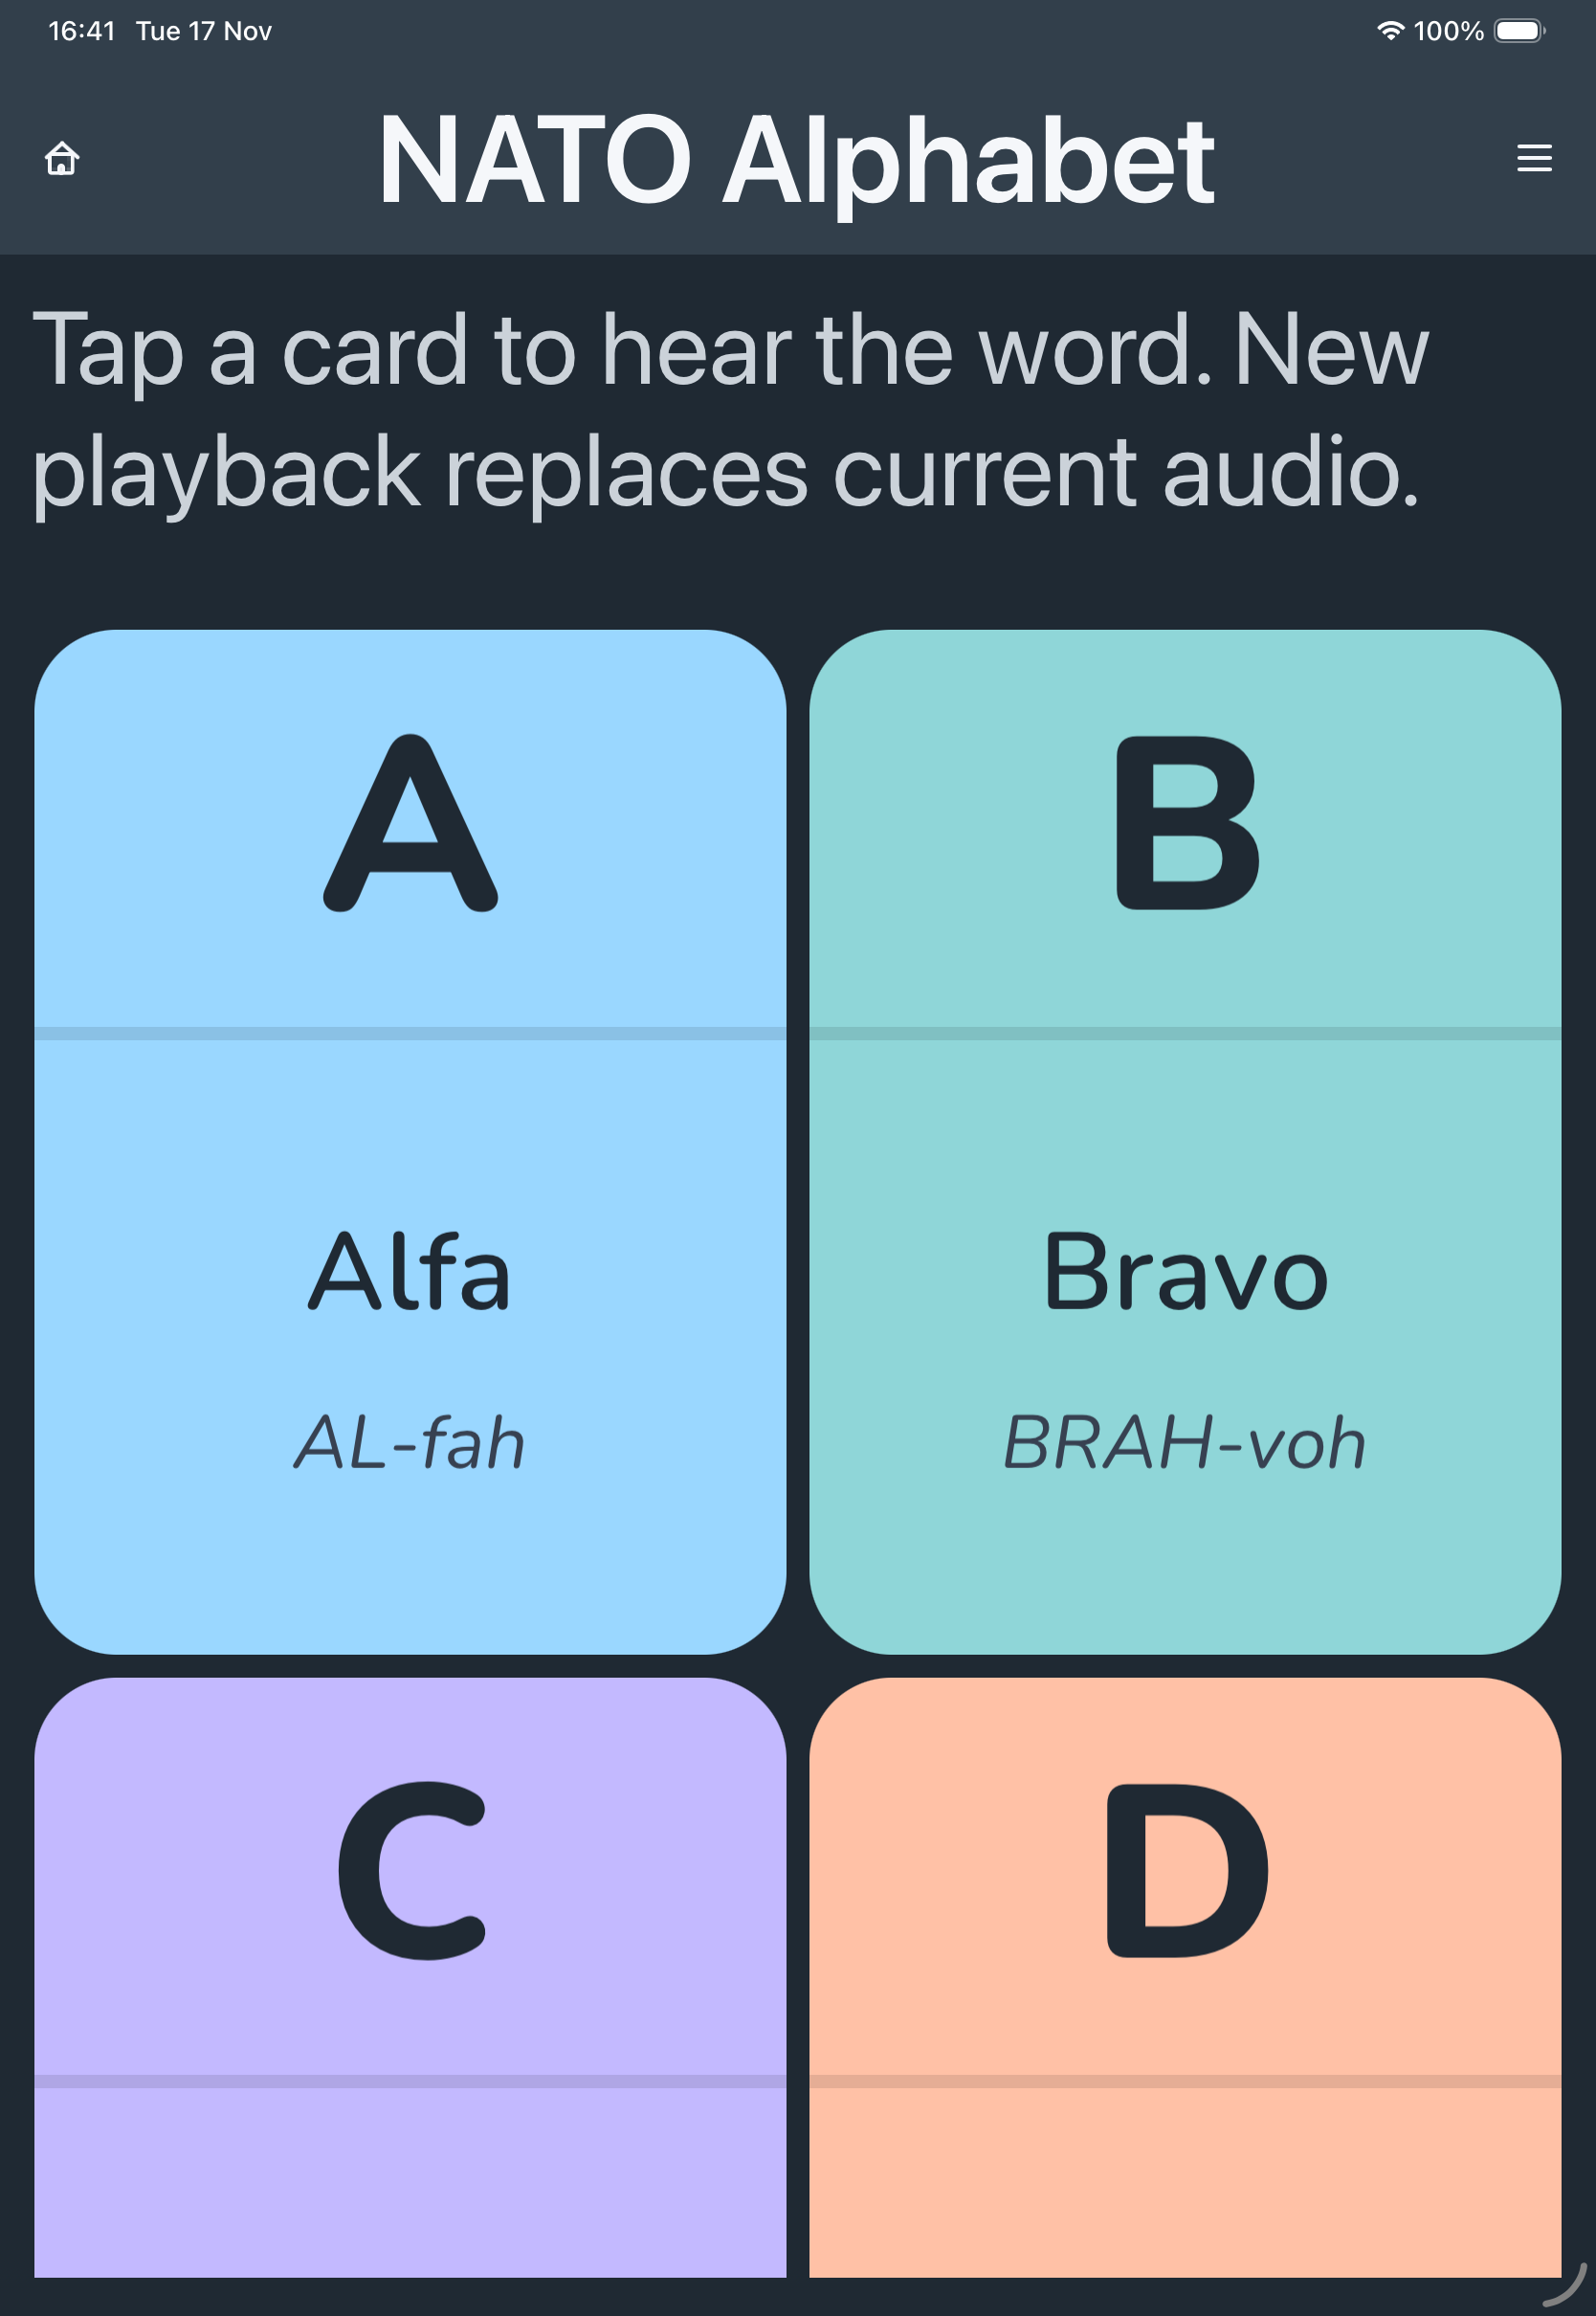 16:41 Tue 17 Nov 100%
NATO Alphabet
Tap a card to hear the word. New
playback replaces current audio.
A
B
Alfa
Bravo
AL-fah
BRAH-voh
C
D